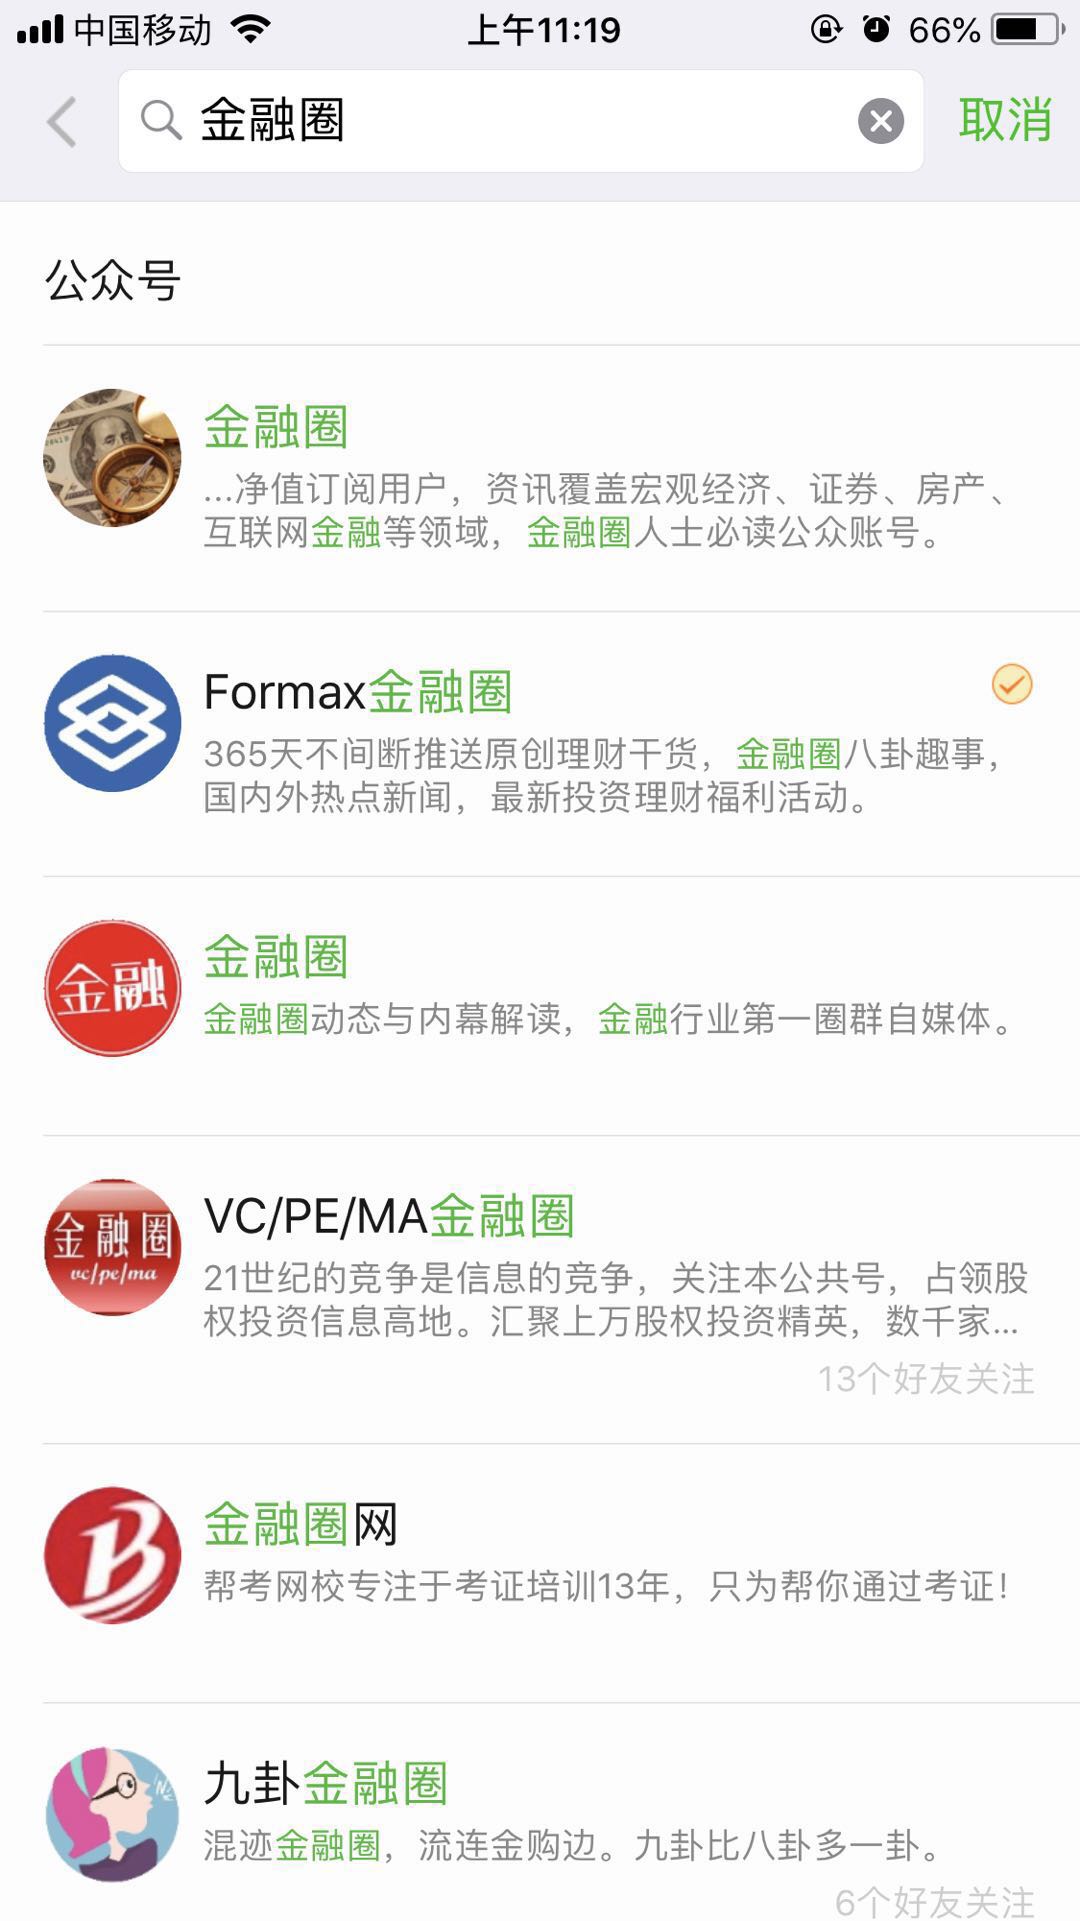 中国移动
上午11:19
66%
金融圈
取消
公众号
金融圈
...净值订阅用户，资讯覆盖宏观经济、证券、房产、
互联网金融等领域，金融圈人士必读公众账号。
Formax金融圈
365天不间断推送原创理财干货，金融圈八卦趣事，
国内外热点新闻，最新投资理财福利活动。
金融
金融圈
金融圈动态与内幕解读，金融行业第一圈群自媒体。
金融圈
vc/pe/ma
VC/PE/MA金融圈
21世纪的竞争是信息的竞争，关注本公共号，占领股
权投资信息高地。汇聚上万股权投资精英，数千家...
13个好友关注
B
金融圈网
帮考网校专注于考证培训13年，只为帮你通过考证！
九卦金融圈
混迹金融圈，流连金购边。九卦比八卦多一卦。
6个好友关注